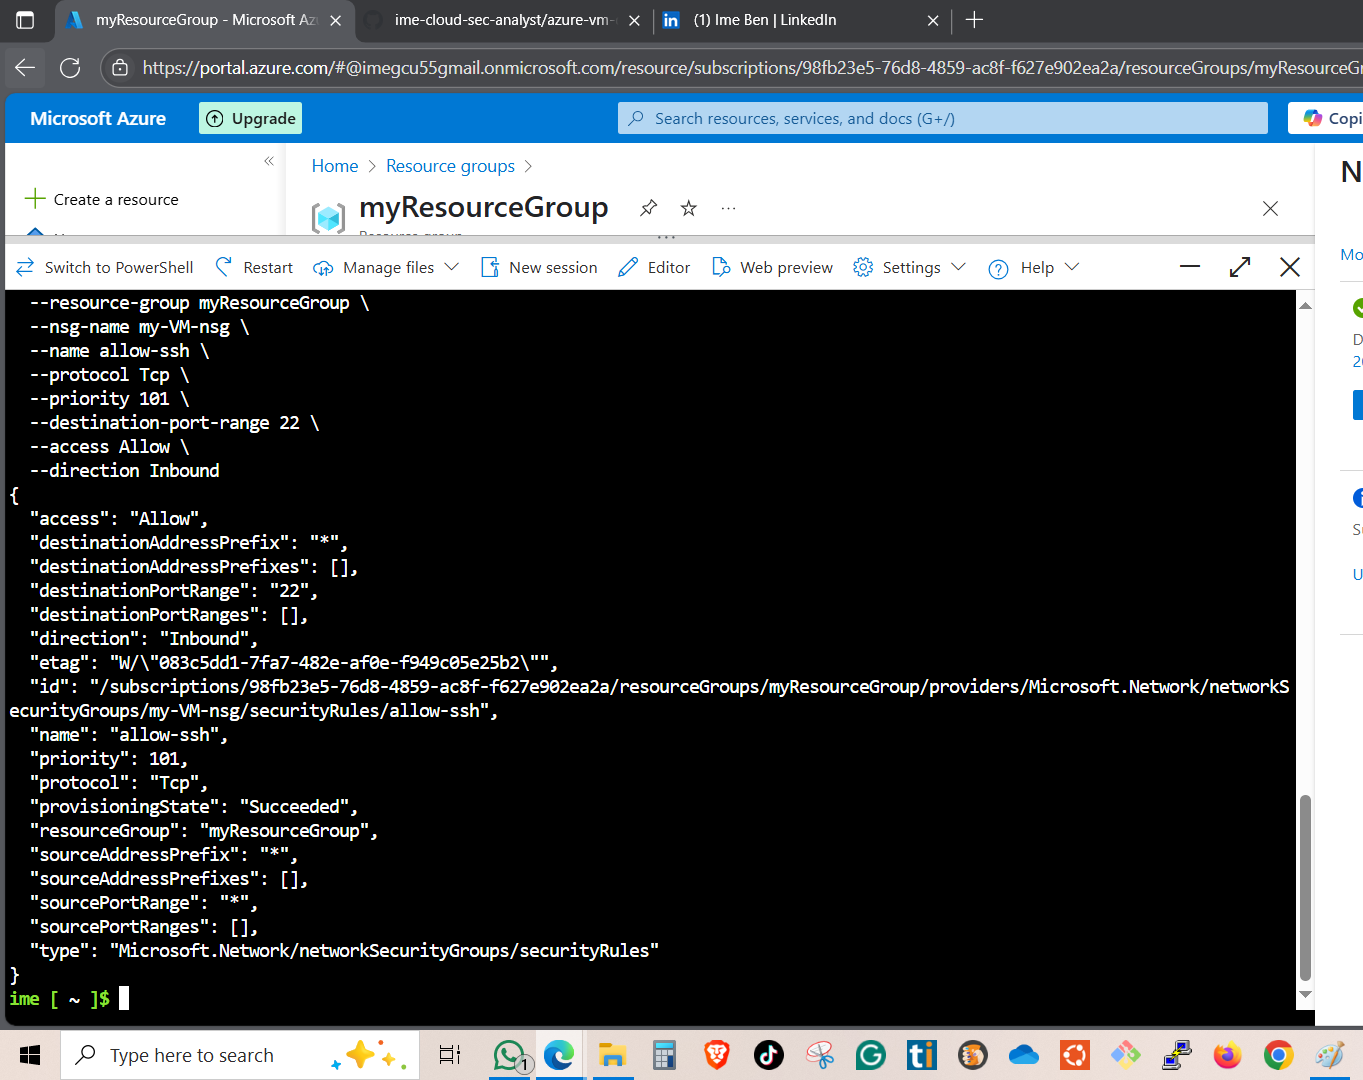 myResourceGroup - Microsoft Az
ime-cloud-sec-analyst/azure-vm-
(1) Ime Ben | LinkedIn
https://portal.azure.com/#@imegcu55gmail.onmicrosoft.com/resource/subscriptions/98fb23e5-76d8-4859-ac8f-f627e902ea2a/resourceGroups/myResourceGr
Microsoft Azure
Upgrade
Search resources, services, and docs (G+/)
Copi
Create a resource
Home > Resource groups >
myResourceGroup
Resource group
N
Mo
Switch to PowerShell
Restart
Manage files
New session
Editor
Web preview
Settings
Help
--resource-group myResourceGroup \
--nsg-name my-VM-nsg \
--name allow-ssh \
--protocol Tcp \
--priority 101 \
--destination-port-range 22 \
--access Allow \
--direction Inbound
{
"access": "Allow",
"destinationAddressPrefix": "*",
"destinationAddressPrefixes": [],
"destinationPortRange": "22",
"destinationPortRanges": [],
"direction": "Inbound",
"etag": "W/\"083c5dd1-7fa7-482e-af0e-f949c05e25b2\"",
"id": "/subscriptions/98fb23e5-76d8-4859-ac8f-f627e902ea2a/resourceGroups/myResourceGroup/providers/Microsoft.Network/networkS
ecurityGroups/my-VM-nsg/securityRules/allow-ssh",
"name": "allow-ssh",
"priority": 101,
"protocol": "Tcp",
"provisioningState": "Succeeded",
"resourceGroup": "myResourceGroup",
"sourceAddressPrefix": "*",
"sourceAddressPrefixes": [],
"sourcePortRange": "*",
"sourcePortRanges": [],
"type": "Microsoft.Network/networkSecurityGroups/securityRules"
}
ime [ ~ ]$
Type here to search
1
ti